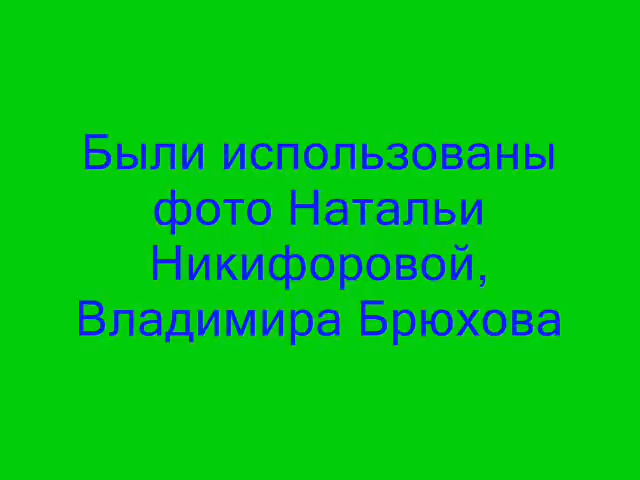 Были использованы
фото Натальи
Никифоровой,
Владимира Брюхова